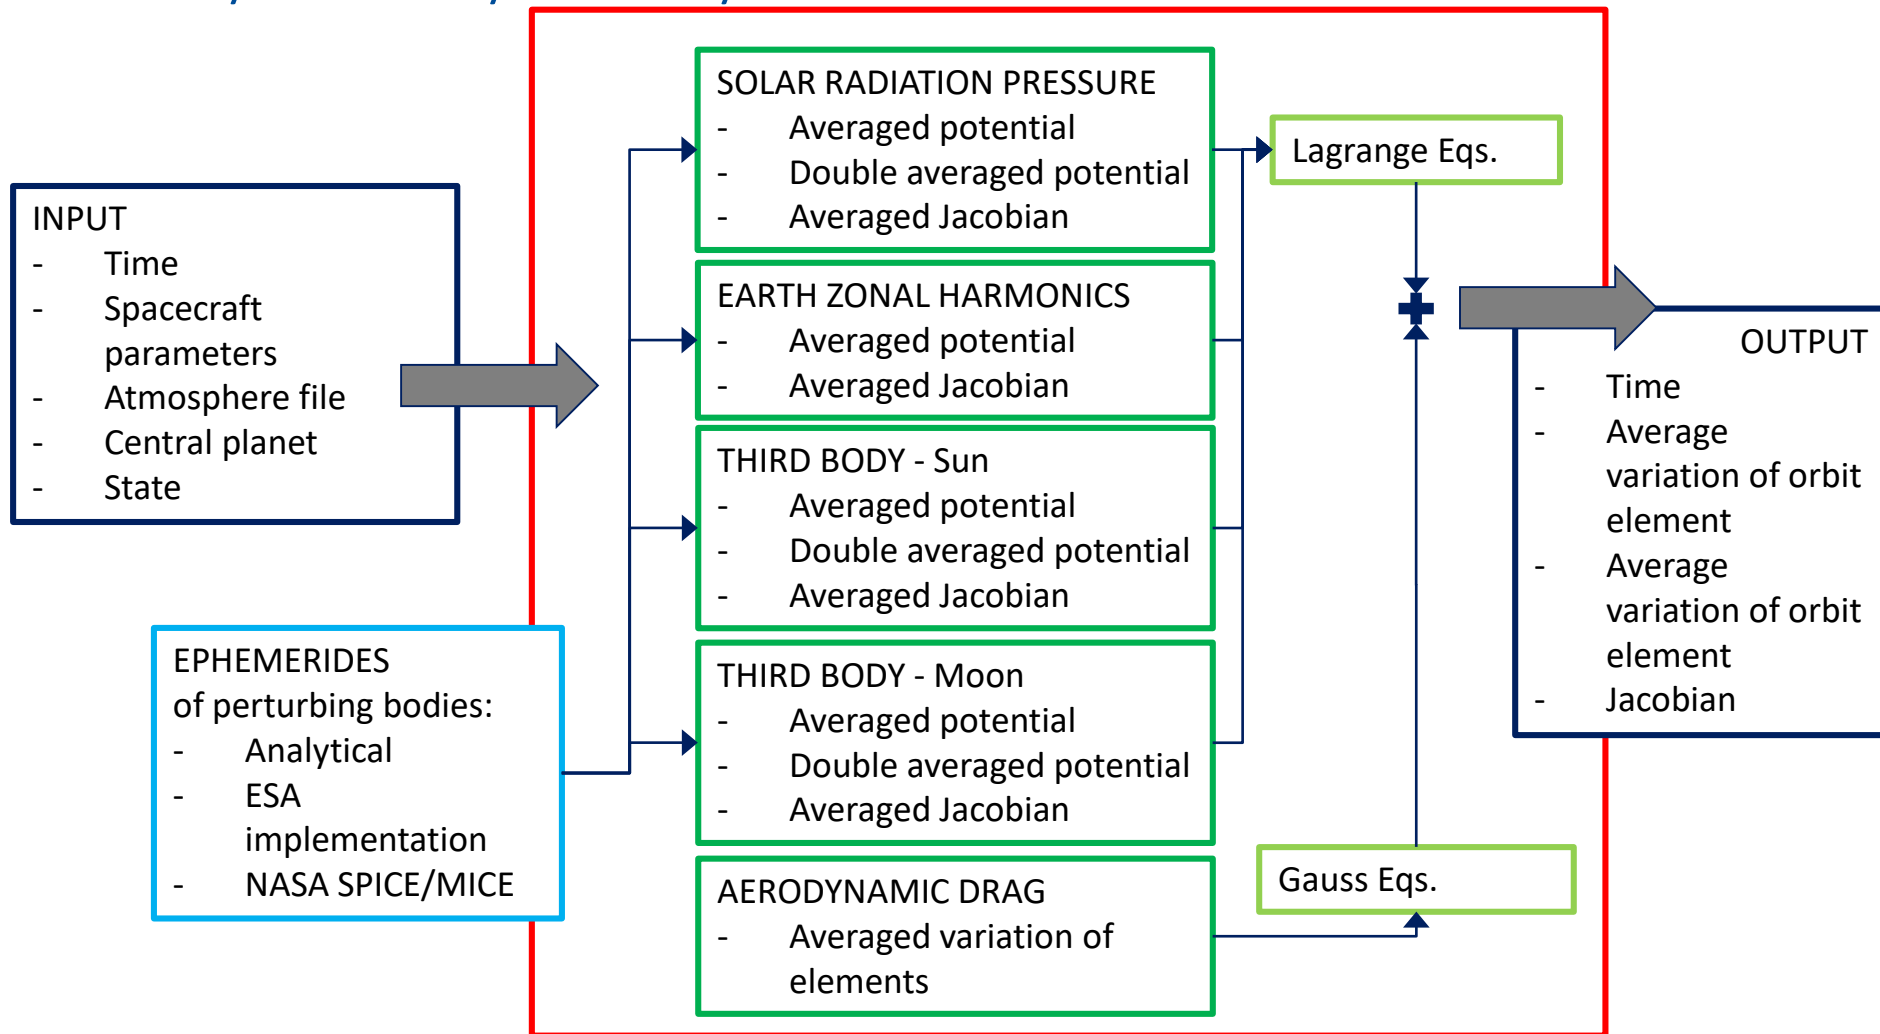 INPUT
- Time
- Spacecraft
parameters
- Atmosphere file
- Central planet
- State
EPHEMERIDES
of perturbing bodies:
- Analytical
- ESA
implementation
- NASA SPICE/MICE
SOLAR RADIATION PRESSURE
- Averaged potential
- Double averaged potential
- Averaged Jacobian
EARTH ZONAL HARMONICS
- Averaged potential
- Averaged Jacobian
THIRD BODY - Sun
- Averaged potential
- Double averaged potential
- Averaged Jacobian
THIRD BODY - Moon
- Averaged potential
- Double averaged potential
- Averaged Jacobian
AERODYNAMIC DRAG
- Averaged variation of
elements
Lagrange Eqs.
Gauss Eqs.
OUTPUT
- Time
- Average
variation of orbit
element
- Average
variation of orbit
element
- Jacobian